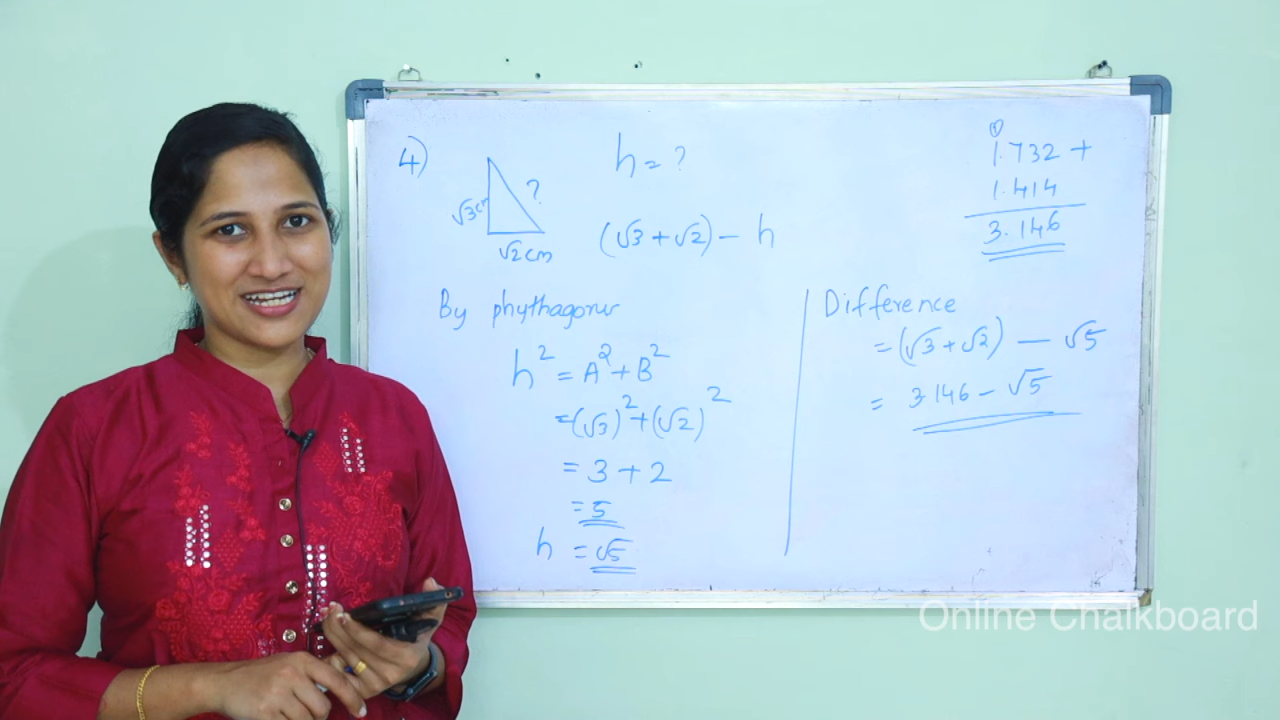 4)
√3cm
?
√2cm
h = ?
(√3 + √2) – h
①
1.732 +
1.414
3.146
By phythagorus
h² = A² + B²
= (√3)² + (√2)²
= 3 + 2
= 5
h = √5
Difference
= (√3 + √2) – √5
= 3.146 – √5
Online Chalkboard